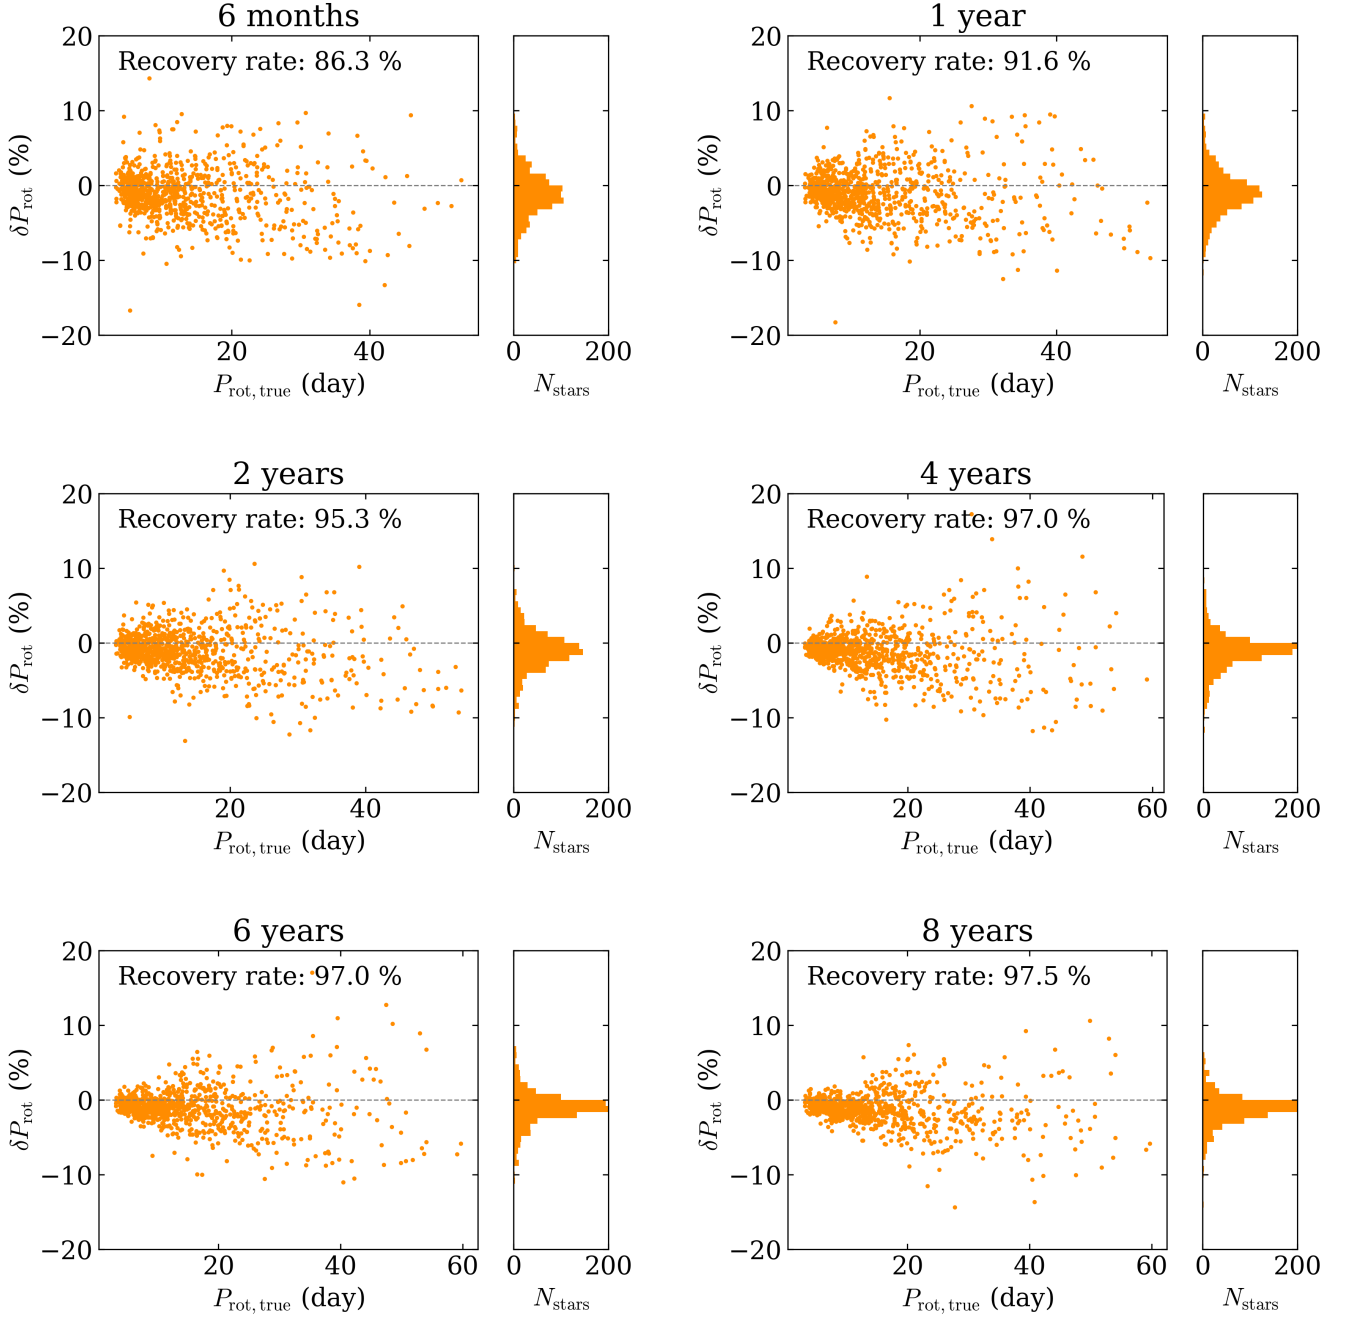 6 months
1 year
20
10
0
−10
−20
δP_rot (%)
Recovery rate: 86.3 %
20 40
P_rot, true (day)
0 200
N_stars
20
10
0
−10
−20
δP_rot (%)
Recovery rate: 91.6 %
20 40
P_rot, true (day)
0 200
N_stars
2 years
4 years
20
10
0
−10
−20
δP_rot (%)
Recovery rate: 95.3 %
20 40
P_rot, true (day)
0 200
N_stars
20
10
0
−10
−20
δP_rot (%)
Recovery rate: 97.0 %
20 40 60
P_rot, true (day)
0 200
N_stars
6 years
8 years
20
10
0
−10
−20
δP_rot (%)
Recovery rate: 97.0 %
20 40 60
P_rot, true (day)
0 200
N_stars
20
10
0
−10
−20
δP_rot (%)
Recovery rate: 97.5 %
20 40 60
P_rot, true (day)
0 200
N_stars